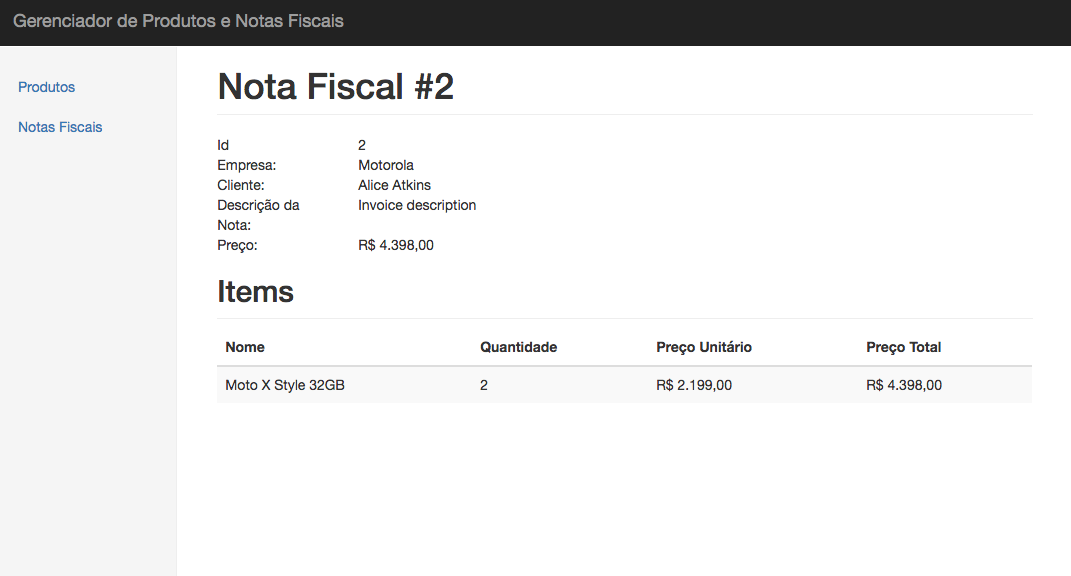 Gerenciador de Produtos e Notas Fiscais
Produtos
Notas Fiscais
Nota Fiscal #2
Id 2
Empresa: Motorola
Cliente: Alice Atkins
Descrição da Invoice description
Nota:
Preço: R$ 4.398,00
Items
Nome Quantidade Preço Unitário Preço Total
Moto X Style 32GB 2 R$ 2.199,00 R$ 4.398,00